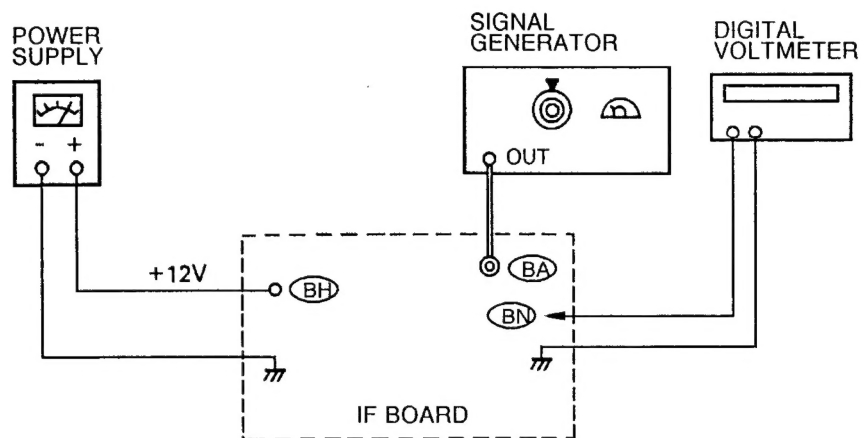 POWER
SUPPLY
- +
SIGNAL
GENERATOR
OUT
DIGITAL
VOLTMETER
+12V
BH
BA
BN
IF BOARD